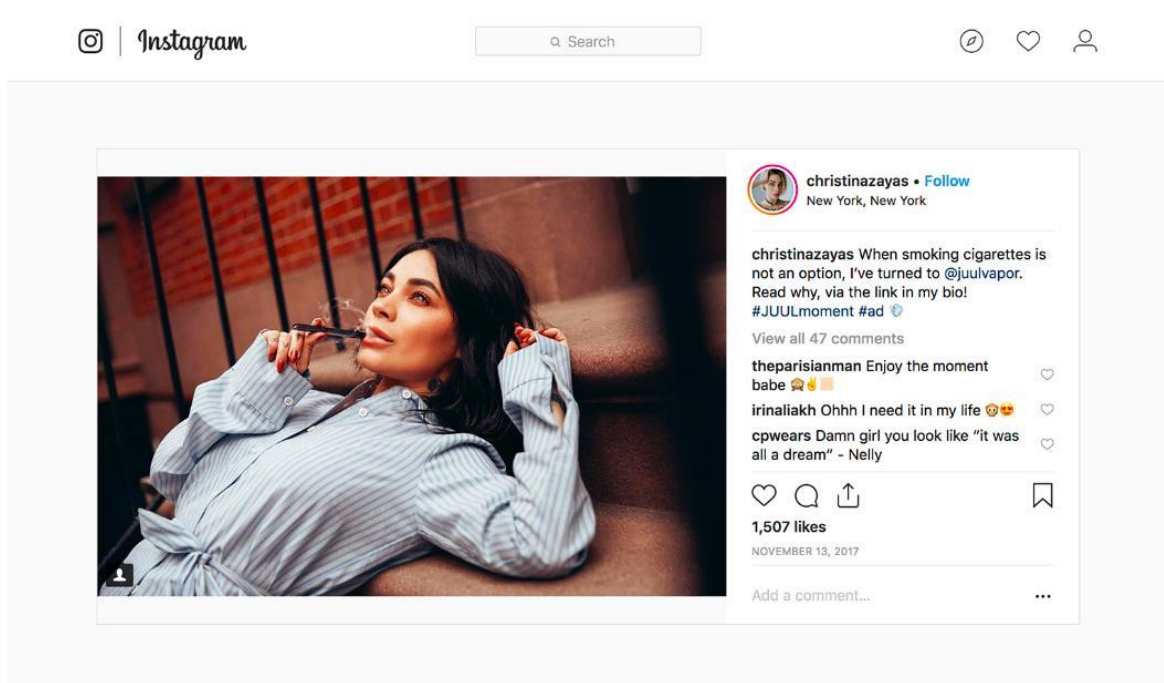 Instagram
Search
christinazayas • Follow
New York, New York
christinazayas When smoking cigarettes is
not an option, I've turned to @juulvapor.
Read why, via the link in my bio!
#JUULmoment #ad 💨
View all 47 comments
theparisianman Enjoy the moment
babe 🙊✌🏼
irinaliakh Ohhh I need it in my life 🐵😍
cpwears Damn girl you look like “it was
all a dream” - Nelly
1,507 likes
NOVEMBER 13, 2017
Add a comment...